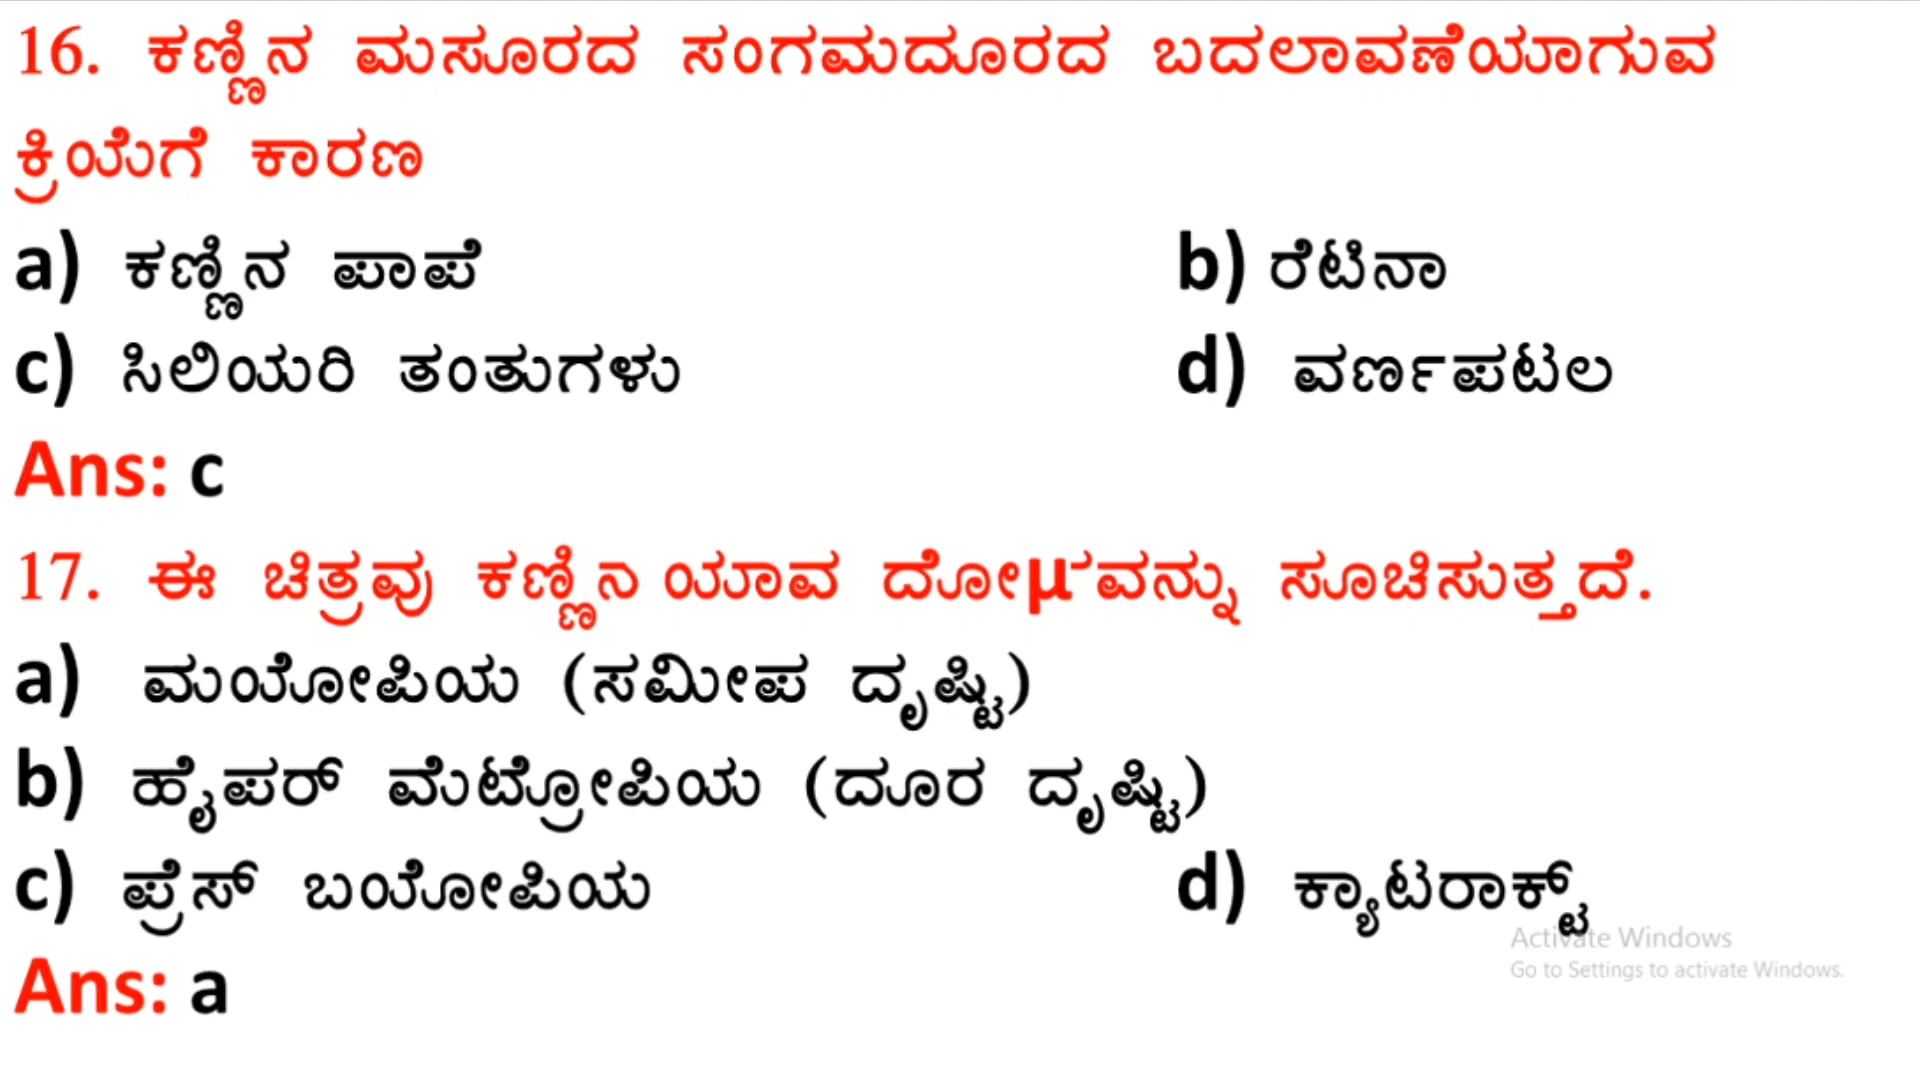 16. ಕಣ್ಣಿನ ಮಸೂರದ ಸಂಗಮದೂರದ ಬದಲಾವಣೆಯಾಗುವ
ಕ್ರಿಯೆಗೆ ಕಾರಣ
a) ಕಣ್ಣಿನ ಪಾಪೆ b) ರೆಟಿನಾ
c) ಸಿಲಿಯರಿ ತಂತುಗಳು d) ವರ್ಣಪಟಲ
Ans: c
17. ಈ ಚಿತ್ರವು ಕಣ್ಣಿನ ಯಾವ ದೋµವನ್ನು ಸೂಚಿಸುತ್ತದೆ.
a) ಮಯೋಪಿಯ (ಸಮೀಪ ದೃಷ್ಟಿ)
b) ಹೈಪರ್ ಮೆಟ್ರೋಪಿಯ (ದೂರ ದೃಷ್ಟಿ)
c) ಪ್ರೆಸ್ ಬಯೋಪಿಯ d) ಕ್ಯಾಟರಾಕ್ಟ್
Activate Windows
Go to Settings to activate Windows.
Ans: a